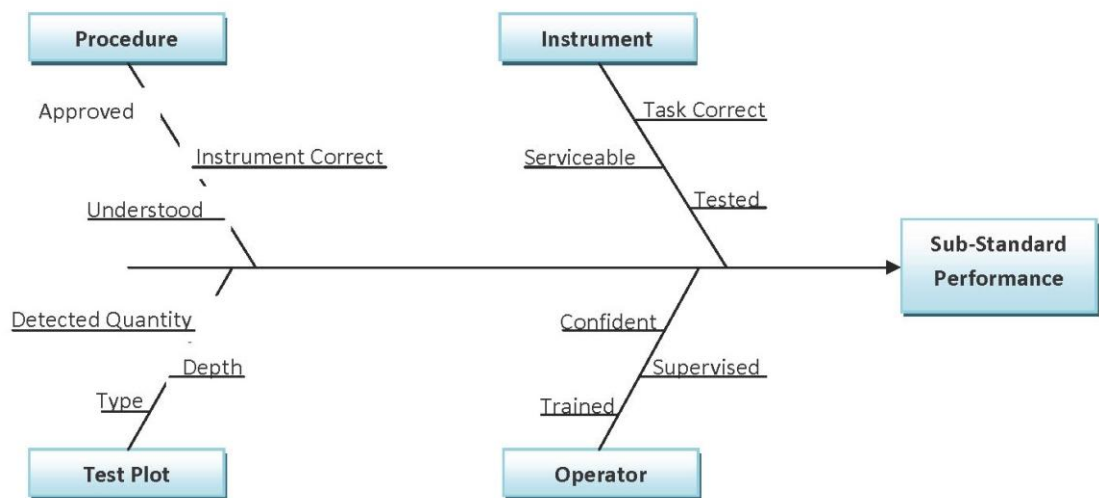 Procedure
Instrument
Approved
Task Correct
Instrument Correct
Serviceable
Understood
Tested
Sub-Standard
Performance
Detected Quantity
Confident
Depth
Supervised
Type
Trained
Test Plot
Operator